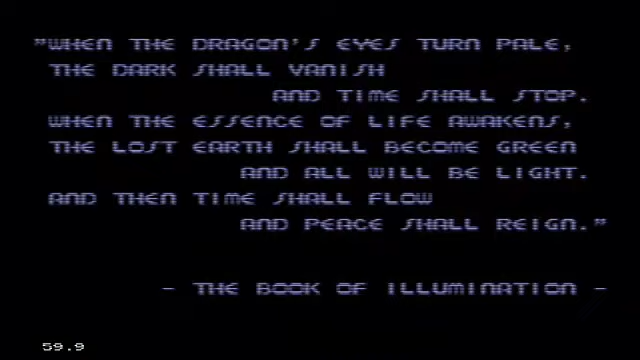 "WHEN THE DRAGON'S EYES TURN PALE,
THE DARK SHALL VANISH
AND TIME SHALL STOP.
WHEN THE ESSENCE OF LIFE AWAKENS,
THE LOST EARTH SHALL BECOME GREEN
AND ALL WILL BE LIGHT.
AND THEN TIME SHALL FLOW
AND PEACE SHALL REIGN."
- THE BOOK OF ILLUMINATION -
59.9